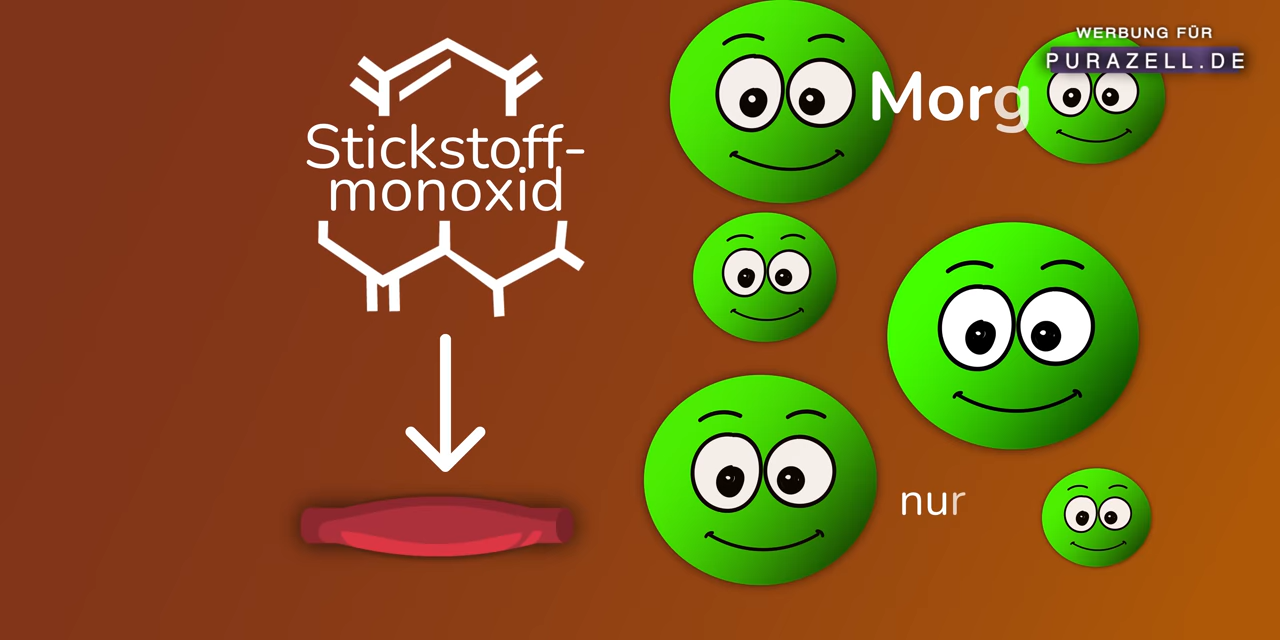 WERBUNG FÜR
PURAZELL.DE
Morg
Stickstoff-
monoxid
nur